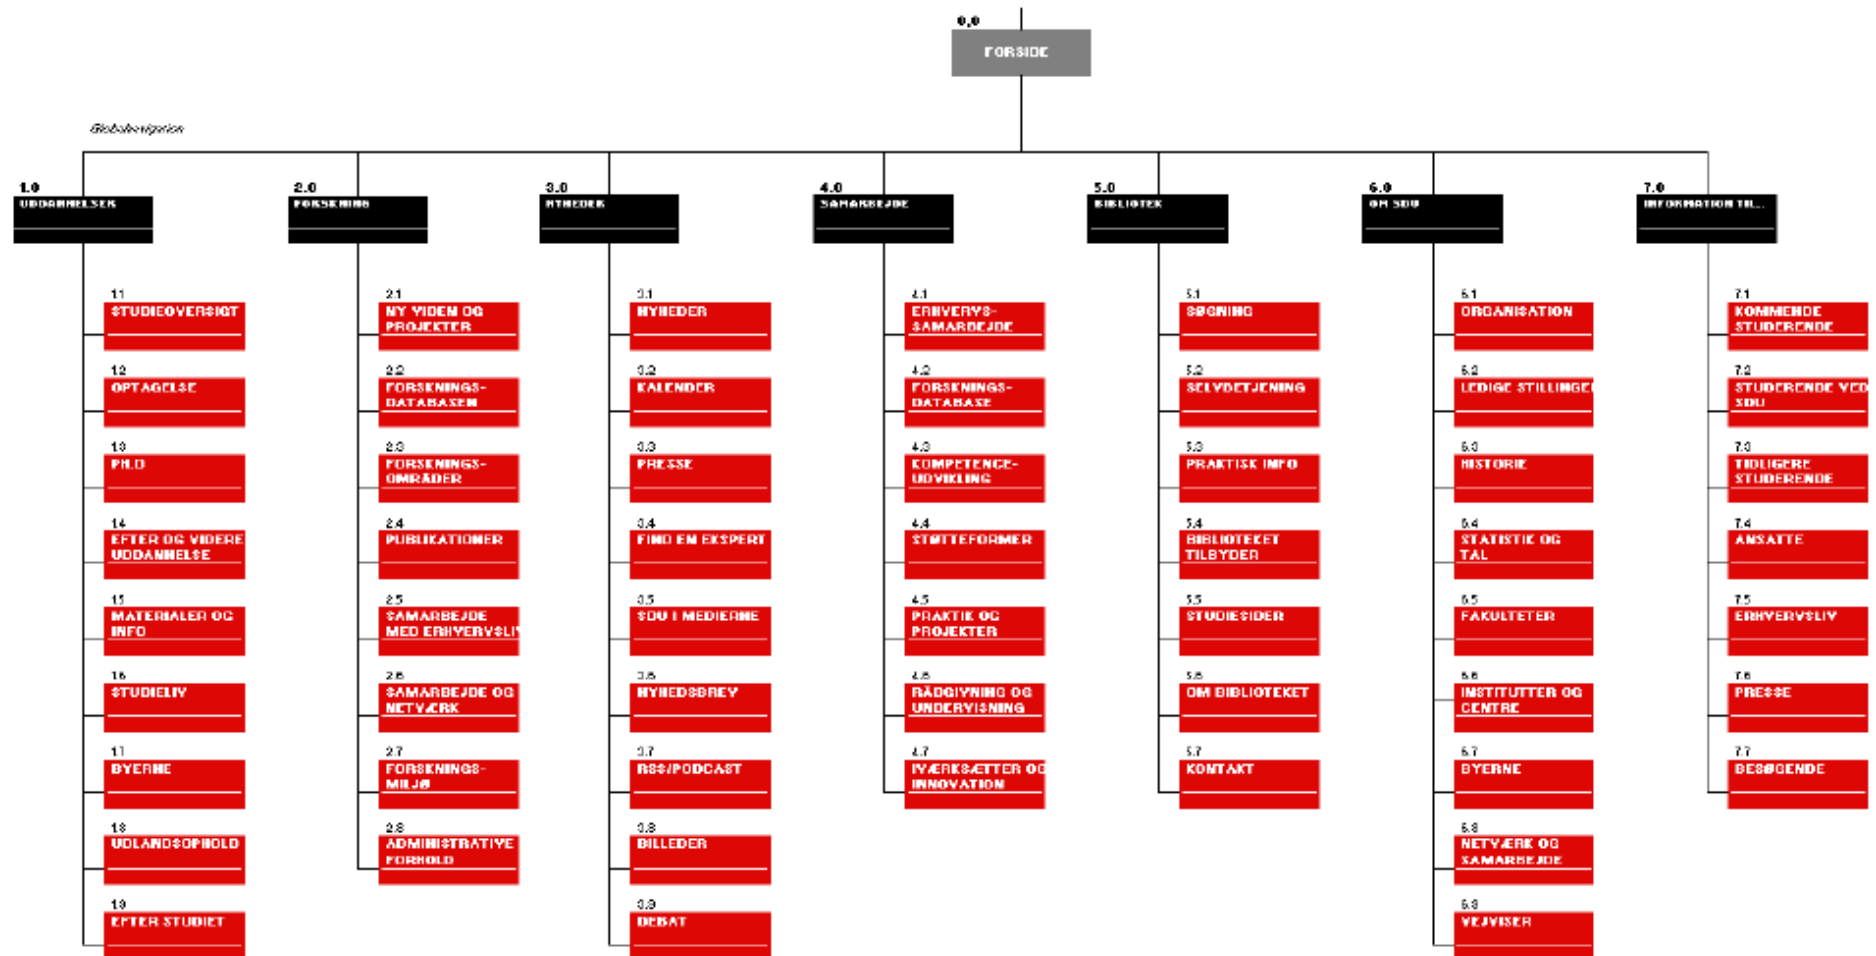 0,0
FORSIDE
Globalnavigation
1.0
UDDANNELSER
2.0
FORSKNING
3.0
NYHEDER
4.0
SAMARBEJDE
5.0
BIBLIOTEK
6.0
OM SDU
7.0
INFORMATION TIL...
1.1
STUDIEOVERSIGT
1.2
OPTAGELSE
1.3
PH.D
1.4
EFTER OG VIDERE
UDDANNELSE
1.5
MATERIALER OG
INFO
1.6
STUDIELIV
1.7
BYERNE
1.8
UDLANDSOPHOLD
1.9
EFTER STUDIET
2.1
NY VIDEN OG
PROJEKTER
2.2
FORSKNINGS-
DATABASEN
2.3
FORSKNINGS-
OMRÅDER
2.4
PUBLIKATIONER
2.5
SAMARBEJDE
MED ERHVERVSLIV
2.6
SAMARBEJDE OG
NETVÆRK
2.7
FORSKNINGS-
MILJØ
2.8
ADMINISTRATIVE
FORHOLD
3.1
NYHEDER
3.2
KALENDER
3.3
PRESSE
3.4
FIND EN EKSPERT
3.5
SDU I MEDIERNE
3.6
NYHEDSBREV
3.7
RSS/PODCAST
3.8
BILLEDER
3.9
DEBAT
4.1
ERHVERVS-
SAMARBEJDE
4.2
FORSKNINGS-
DATABASE
4.3
KOMPETENCE-
UDVIKLING
4.4
STØTTEFORMER
4.5
PRAKTIK OG
PROJEKTER
4.6
RÅDGIVNING OG
UNDERVISNING
4.7
IVÆRKSÆTTER OG
INNOVATION
5.1
SØGNING
5.2
SELVBETJENING
5.3
PRAKTISK INFO
5.4
BIBLIOTEKET
TILBYDER
5.5
STUDIESIDER
5.6
OM BIBLIOTEKET
5.7
KONTAKT
6.1
ORGANISATION
6.2
LEDIGE STILLINGER
6.3
HISTORIE
6.4
STATISTIK OG
TAL
6.5
FAKULTETER
6.6
INSTITUTTER OG
CENTRE
6.7
BYERNE
6.8
NETVÆRK OG
SAMARBEJDE
6.9
VEJVISER
7.1
KOMMENDE
STUDERENDE
7.2
STUDERENDE VED
SDU
7.3
TIDLIGERE
STUDERENDE
7.4
ANSATTE
7.5
ERHVERVSLIV
7.6
PRESSE
7.7
BESØGENDE